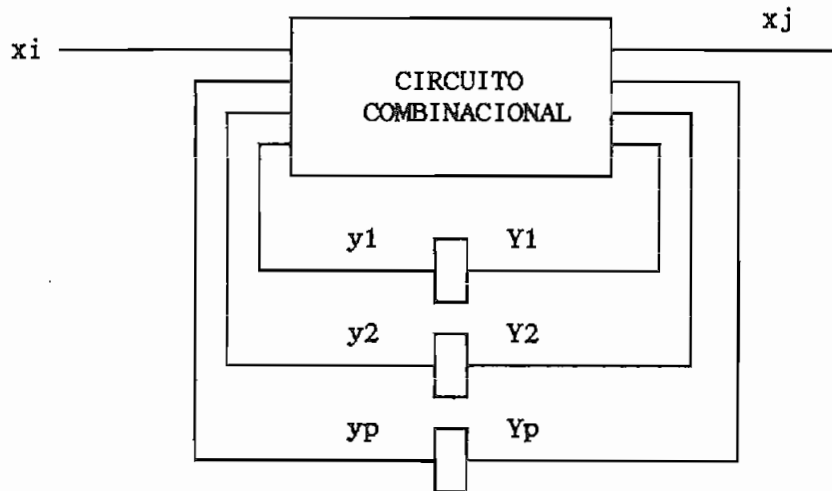 xj
xi
CIRCUITO
COMBINACIONAL
y1 Y1
y2 Y2
yp Yp